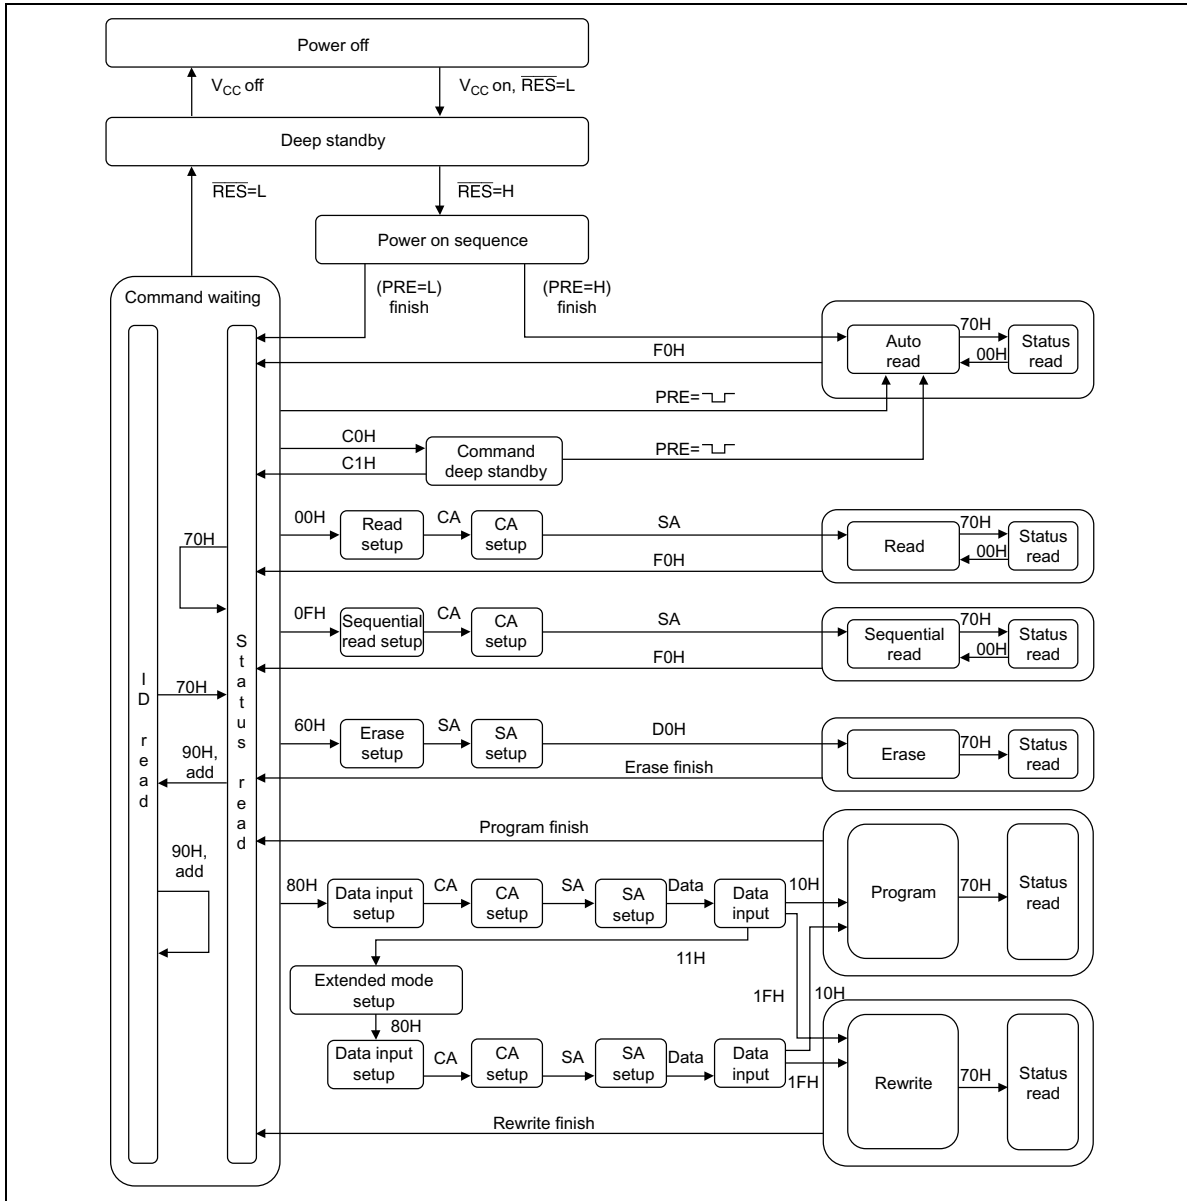 Power off
VCC off
VCC on, RES=L
Deep standby
RES=L
RES=H
Power on sequence
Command waiting
(PRE=L)
finish
(PRE=H)
finish
Auto
read
70H
00H
Status
read
F0H
PRE=
C0H
C1H
Command
deep standby
PRE=
00H
Read
setup
CA
CA
setup
SA
Read
70H
00H
Status
read
F0H
70H
0FH
Sequential
read setup
CA
CA
setup
SA
Sequential
read
70H
00H
Status
read
F0H
ID read
70H
Status read
90H,
add
60H
Erase
setup
SA
SA
setup
D0H
Erase
70H
Status
read
Erase finish
Program finish
90H,
add
80H
Data input
setup
CA
CA
setup
SA
SA
setup
Data
Data
input
10H
Program
70H
Status
read
11H
Extended mode
setup
1FH
10H
80H
Data input
setup
CA
CA
setup
SA
SA
setup
Data
Data
input
1FH
Rewrite
70H
Status
read
Rewrite finish